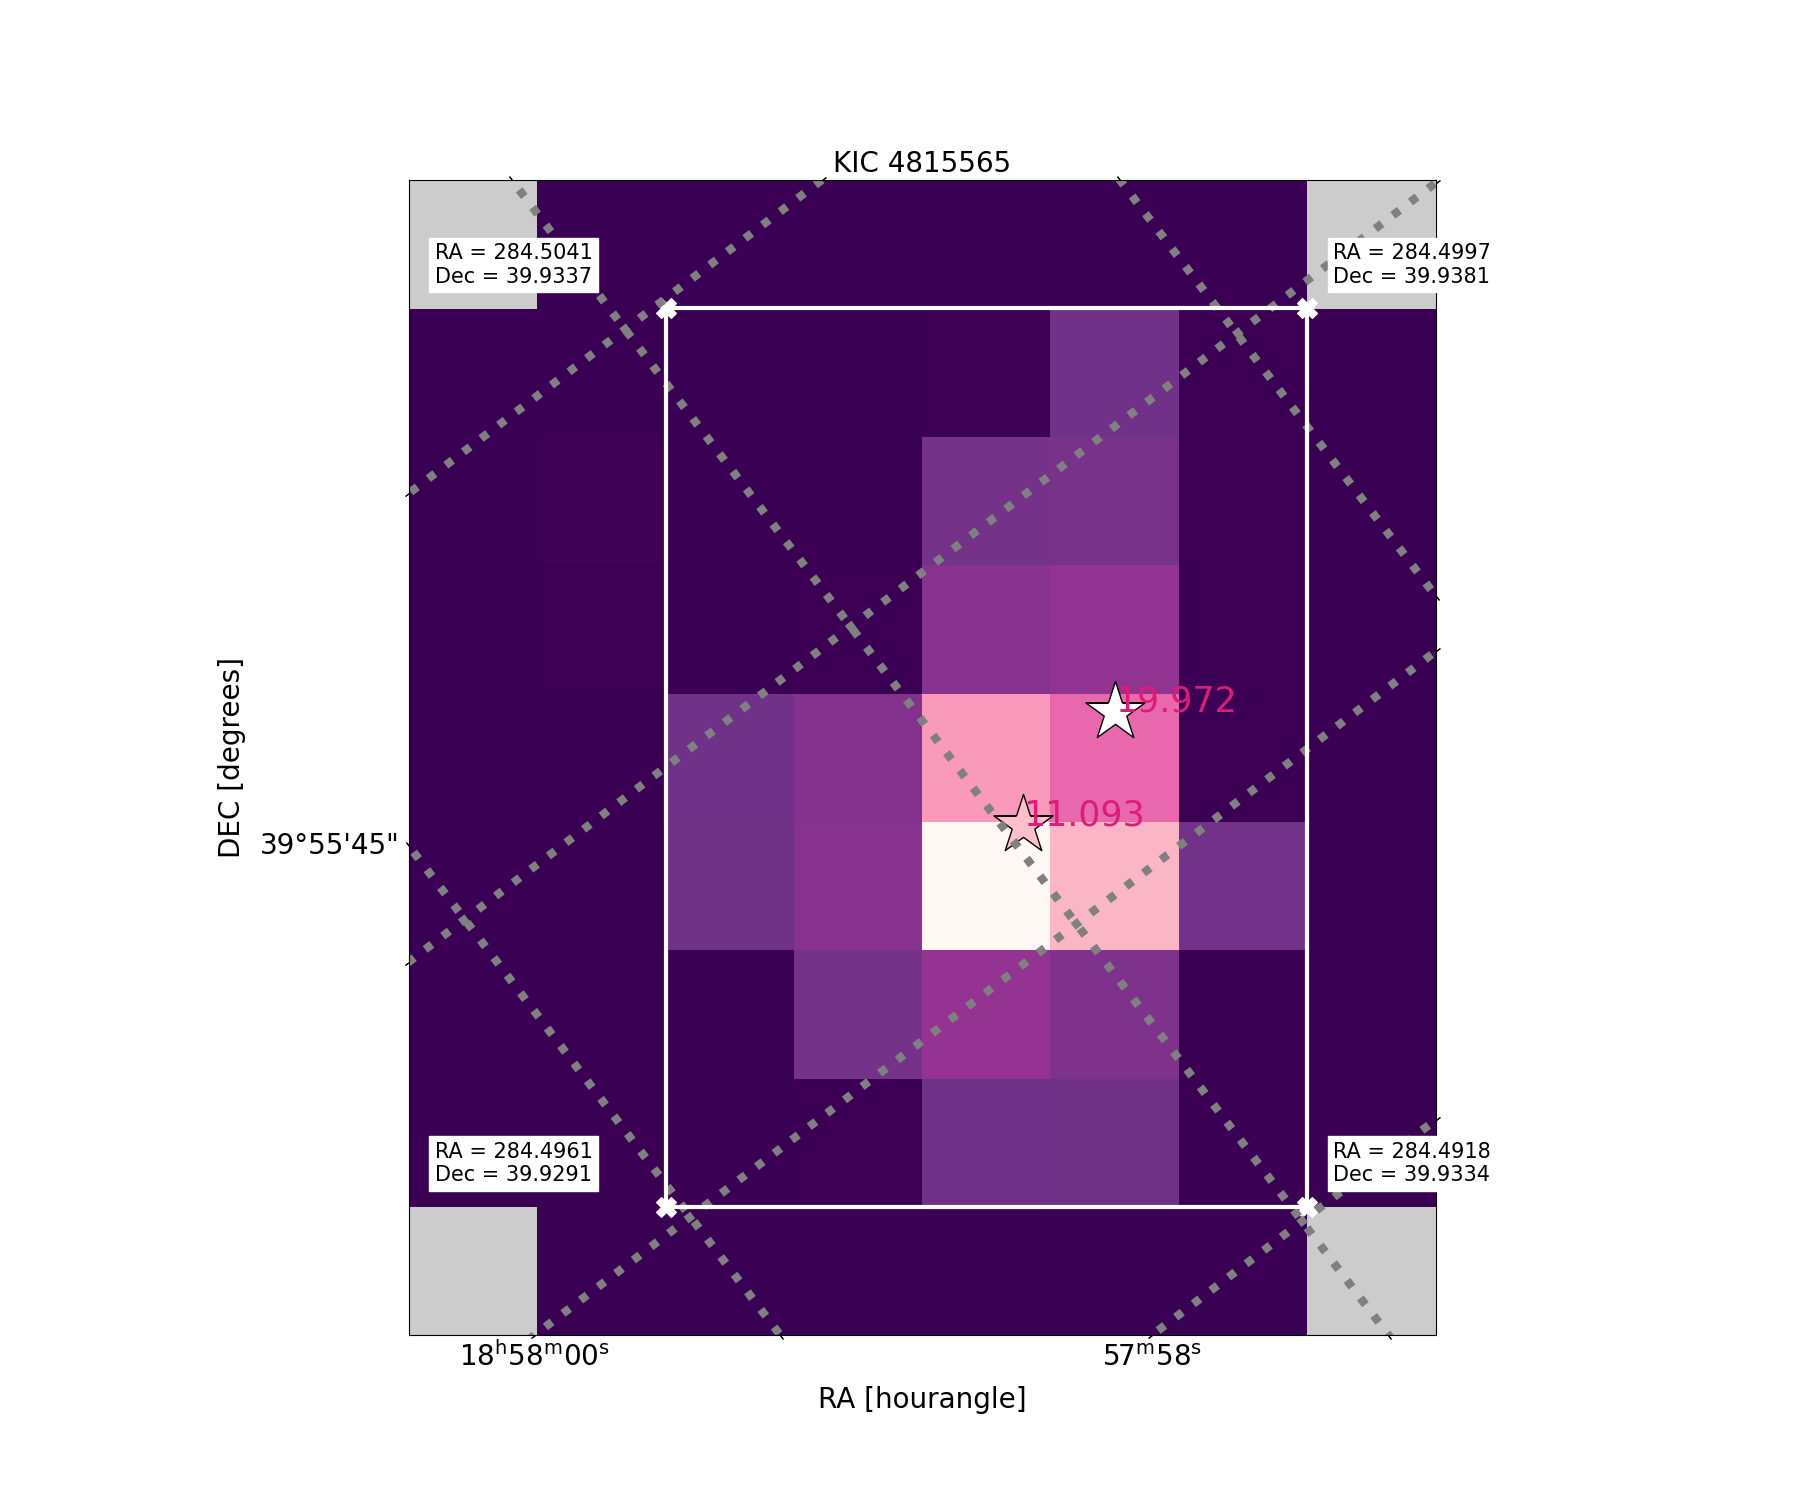 KIC 4815565
RA = 284.5041
Dec = 39.9337
RA = 284.4997
Dec = 39.9381
19.972
11.093
DEC [degrees]
39°55'45"
RA = 284.4961
Dec = 39.9291
RA = 284.4918
Dec = 39.9334
18h58m00s
57m58s
RA [hourangle]